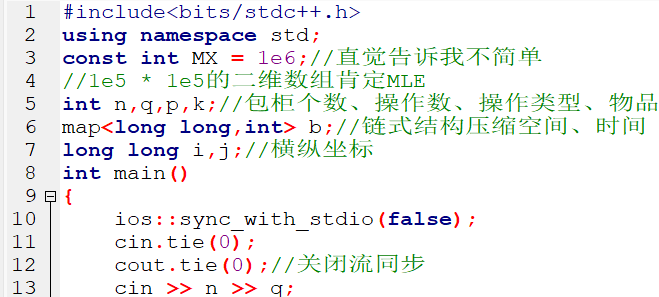 1 #include<bits/stdc++.h>
2 using namespace std;
3 const int MX = 1e6;//直觉告诉我不简单
4 //1e5 * 1e5的二维数组肯定MLE
5 int n,q,p,k;//包柜个数、操作数、操作类型、物品
6 map<long long,int> b;//链式结构压缩空间、时间
7 long long i,j;//横纵坐标
8 int main()
9 {
10 ios::sync_with_stdio(false);
11 cin.tie(0);
12 cout.tie(0);//关闭流同步
13 cin >> n >> q;